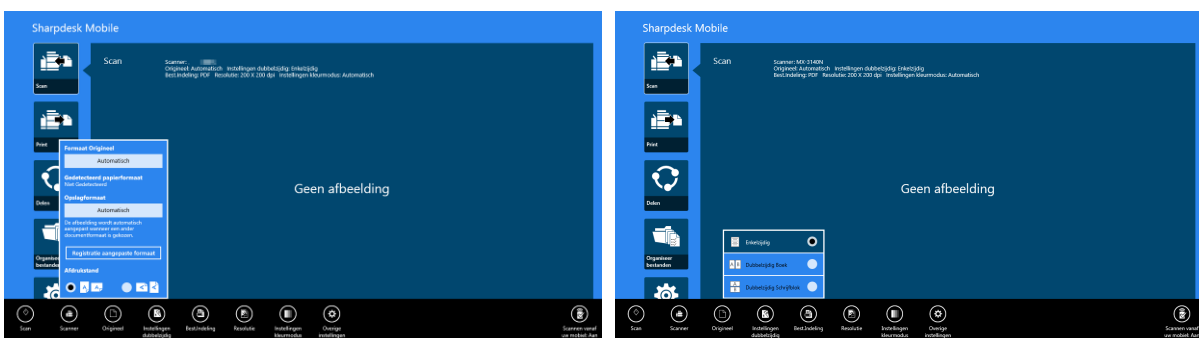 Sharpdesk Mobile
Scan
Scan
Scanner:
Origineel: Automatisch Instellingen dubbelzijdig: Enkelzijdig
Best.Indeling: PDF Resolutie: 200 X 200 dpi Instellingen kleurmodus: Automatisch
Print
Formaat Origineel
Automatisch
Gedetecteerd papierformaat
Niet Gedetecteerd
Opslagformaat
Automatisch
De afbeelding wordt automatisch
aangepast wanneer een ander
documentformaat is gekozen.
Registratie aangepaste formaat
Afdrukstand
Delen
Organiseer
bestanden
Geen afbeelding
Scan
Scanner
Origineel
Instellingen
dubbelzijdig
Best.Indeling
Resolutie
Instellingen
kleurmodus
Overige
instellingen
Scannen vanaf
uw mobiel: Aan
Sharpdesk Mobile
Scan
Scan
Scanner: MX-3140N
Origineel: Automatisch Instellingen dubbelzijdig: Enkelzijdig
Best.Indeling: PDF Resolutie: 200 X 200 dpi Instellingen kleurmodus: Automatisch
Print
Delen
Organiseer
bestanden
Geen afbeelding
Enkelzijdig
Dubbelzijdig Boek
Dubbelzijdig Schrijfblok
Scan
Scanner
Origineel
Instellingen
dubbelzijdig
Best.Indeling
Resolutie
Instellingen
kleurmodus
Overige
instellingen
Scannen vanaf
uw mobiel: Aan